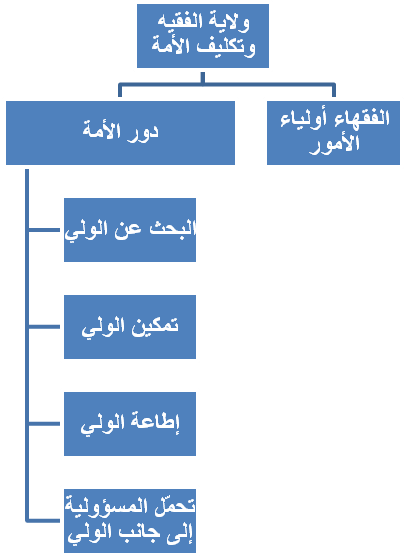 ولاية الفقيه
وتكليف الأمة
الفقهاء أولياء
الأمور
دور الأمة
البحث عن الولي
تمكين الولي
إطاعة الولي
تحمّل المسؤولية
إلى جانب الولي